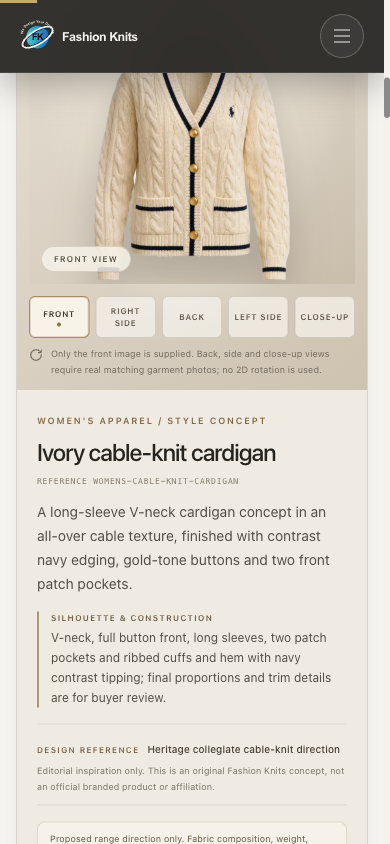 We Design Your Dream
FK
Fashion Knits
FRONT VIEW
FRONT
RIGHT
SIDE
BACK
LEFT SIDE
CLOSE-UP
Only the front image is supplied. Back, side and close-up views
require real matching garment photos; no 2D rotation is used.
WOMEN'S APPAREL / STYLE CONCEPT
Ivory cable-knit cardigan
REFERENCE WOMENS-CABLE-KNIT-CARDIGAN
A long-sleeve V-neck cardigan concept in an
all-over cable texture, finished with contrast
navy edging, gold-tone buttons and two front
patch pockets.
SILHOUETTE & CONSTRUCTION
V-neck, full button front, long sleeves, two patch
pockets and ribbed cuffs and hem with navy
contrast tipping; final proportions and trim details
are for buyer review.
DESIGN REFERENCE Heritage collegiate cable-knit direction
Editorial inspiration only. This is an original Fashion Knits concept, not
an official branded product or affiliation.
Proposed range direction only. Fabric composition, weight,